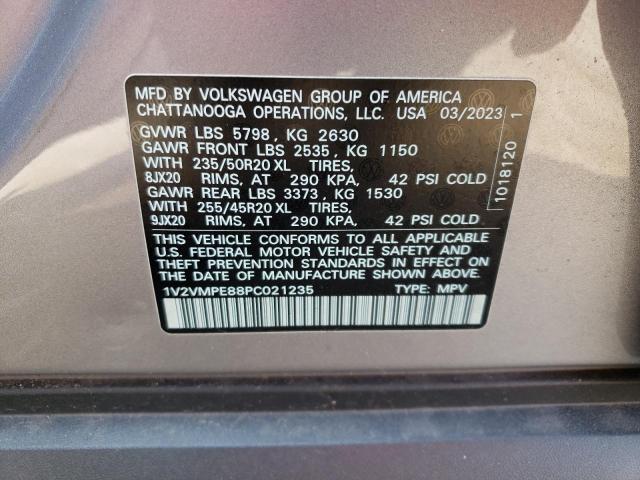 MFD BY VOLKSWAGEN GROUP OF AMERICA
CHATTANOOGA OPERATIONS, LLC. USA 03/2023
GVWR LBS 5798, KG 2630
GAWR FRONT LBS 2535, KG 1150
WITH 235/50R20 XL TIRES,
8JX20 RIMS, AT 290 KPA, 42 PSI COLD
GAWR REAR LBS 3373, KG 1530
WITH 255/45R20 XL TIRES,
9JX20 RIMS, AT 290 KPA, 42 PSI COLD
THIS VEHICLE CONFORMS TO ALL APPLICABLE
U.S. FEDERAL MOTOR VEHICLE SAFETY AND
THEFT PREVENTION STANDARDS IN EFFECT ON
THE DATE OF MANUFACTURE SHOWN ABOVE.
1V2VMPE88PC021235 TYPE: MPV
1018120 1